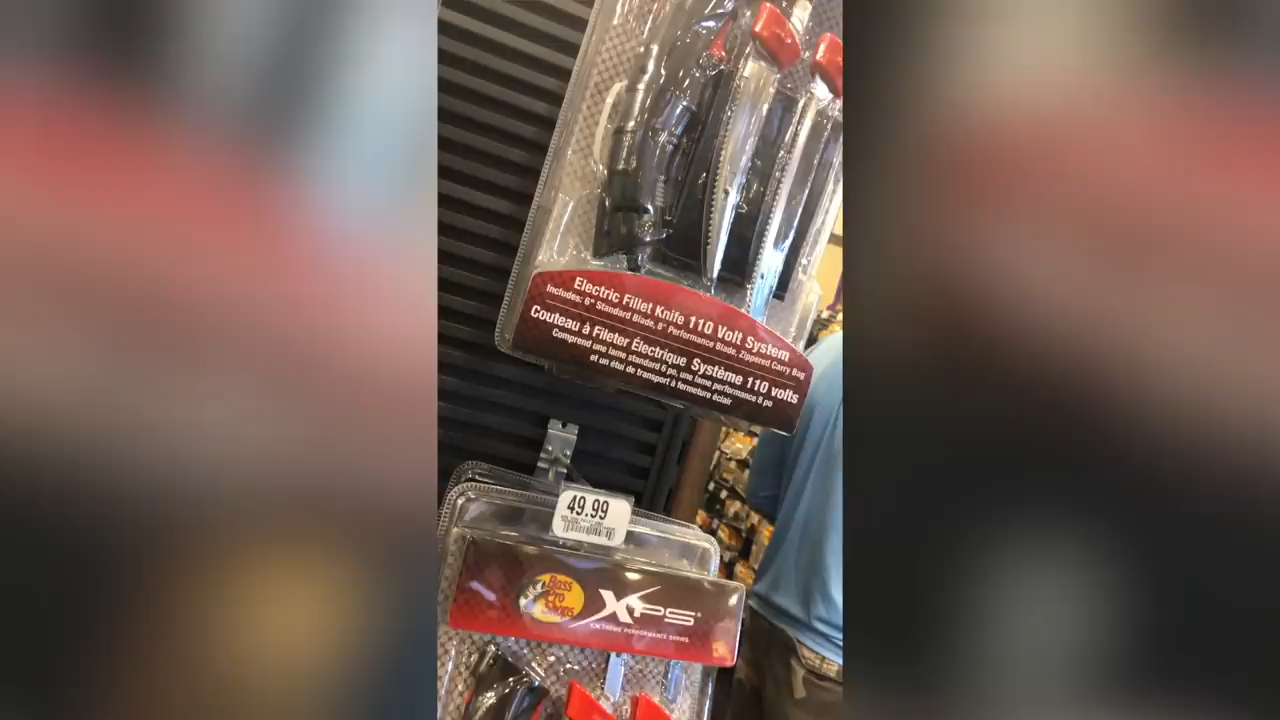 Electric Fillet Knife 110 Volt System
Includes: 6" Standard Blade, 8" Performance Blade, Zippered Carry Bag
Couteau à Fileter Électrique Système 110 volts
Comprend une lame standard 6 po, une lame performance 8 po
et un étui de transport à fermeture éclair
49.99
Bass
Pro
Shops
XPS®
EXTREME PERFORMANCE SERIES